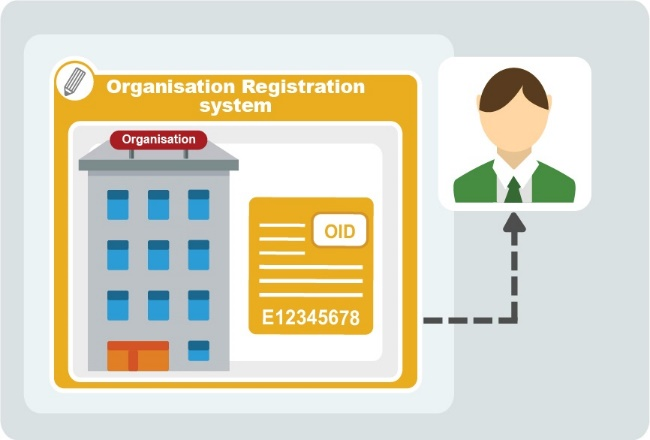 Organisation Registration
system
Organisation
OID
E12345678